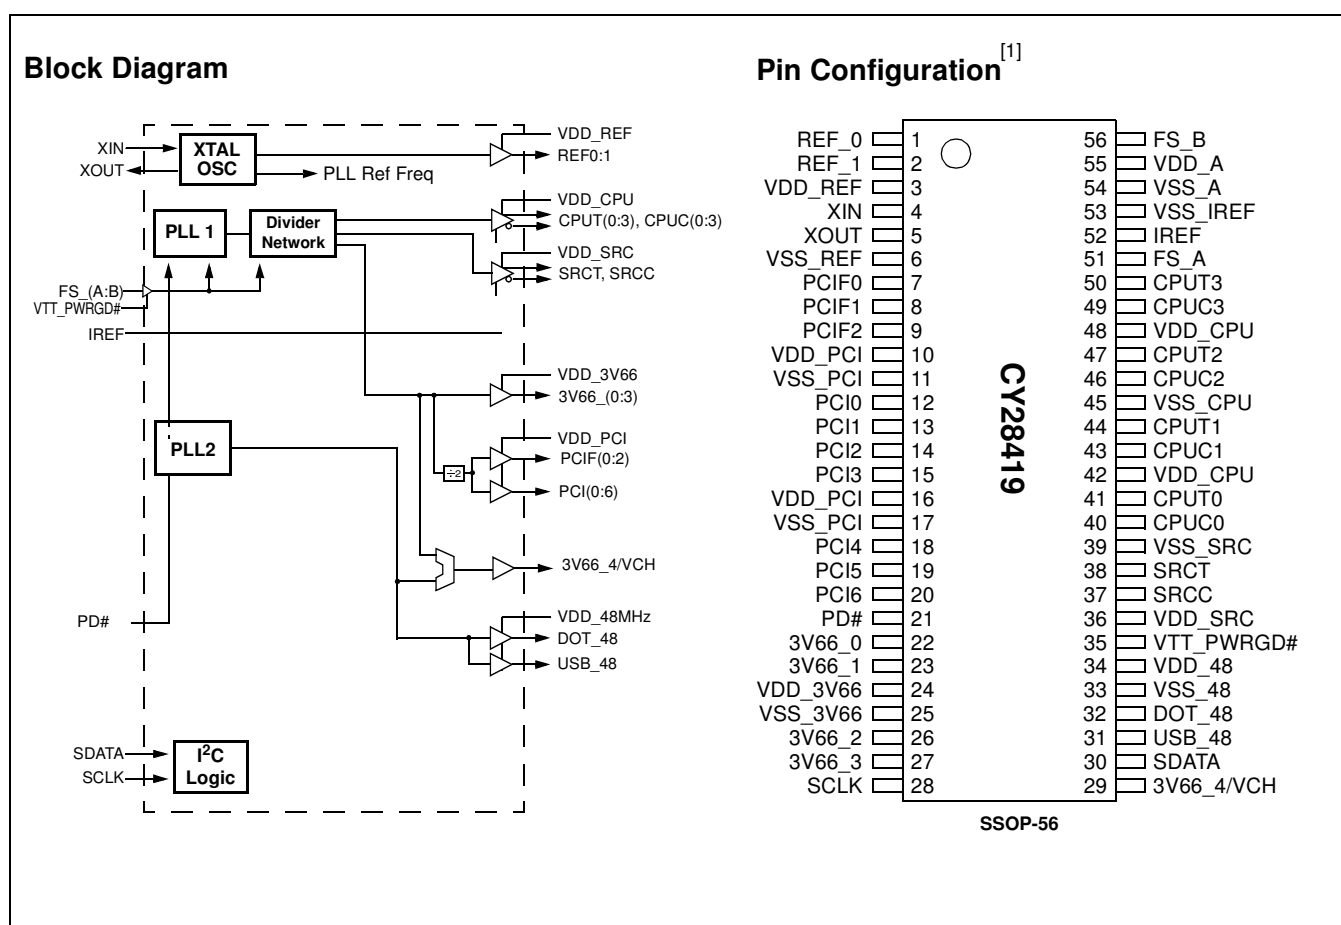 Block Diagram
XIN
XOUT
XTAL
OSC
VDD_REF
REF0:1
PLL Ref Freq
PLL 1
Divider
Network
VDD_CPU
CPUT(0:3), CPUC(0:3)
VDD_SRC
SRCT, SRCC
FS_(A:B)
VTT_PWRGD#
IREF
VDD_3V66
3V66_(0:3)
PLL2
VDD_PCI
PCIF(0:2)
÷2
PCI(0:6)
3V66_4/VCH
PD#
VDD_48MHz
DOT_48
USB_48
SDATA
SCLK
I2C
Logic
Pin Configuration[1]
REF_0 1 56 FS_B
REF_1 2 55 VDD_A
VDD_REF 3 54 VSS_A
XIN 4 53 VSS_IREF
XOUT 5 52 IREF
VSS_REF 6 51 FS_A
PCIF0 7 50 CPUT3
PCIF1 8 49 CPUC3
PCIF2 9 48 VDD_CPU
VDD_PCI 10 47 CPUT2
VSS_PCI 11 46 CPUC2
PCI0 12 45 VSS_CPU
PCI1 13 44 CPUT1
PCI2 14 43 CPUC1
PCI3 15 42 VDD_CPU
VDD_PCI 16 41 CPUT0
VSS_PCI 17 40 CPUC0
PCI4 18 39 VSS_SRC
PCI5 19 38 SRCT
PCI6 20 37 SRCC
PD# 21 36 VDD_SRC
3V66_0 22 35 VTT_PWRGD#
3V66_1 23 34 VDD_48
VDD_3V66 24 33 VSS_48
VSS_3V66 25 32 DOT_48
3V66_2 26 31 USB_48
3V66_3 27 30 SDATA
SCLK 28 29 3V66_4/VCH
CY28419
SSOP-56